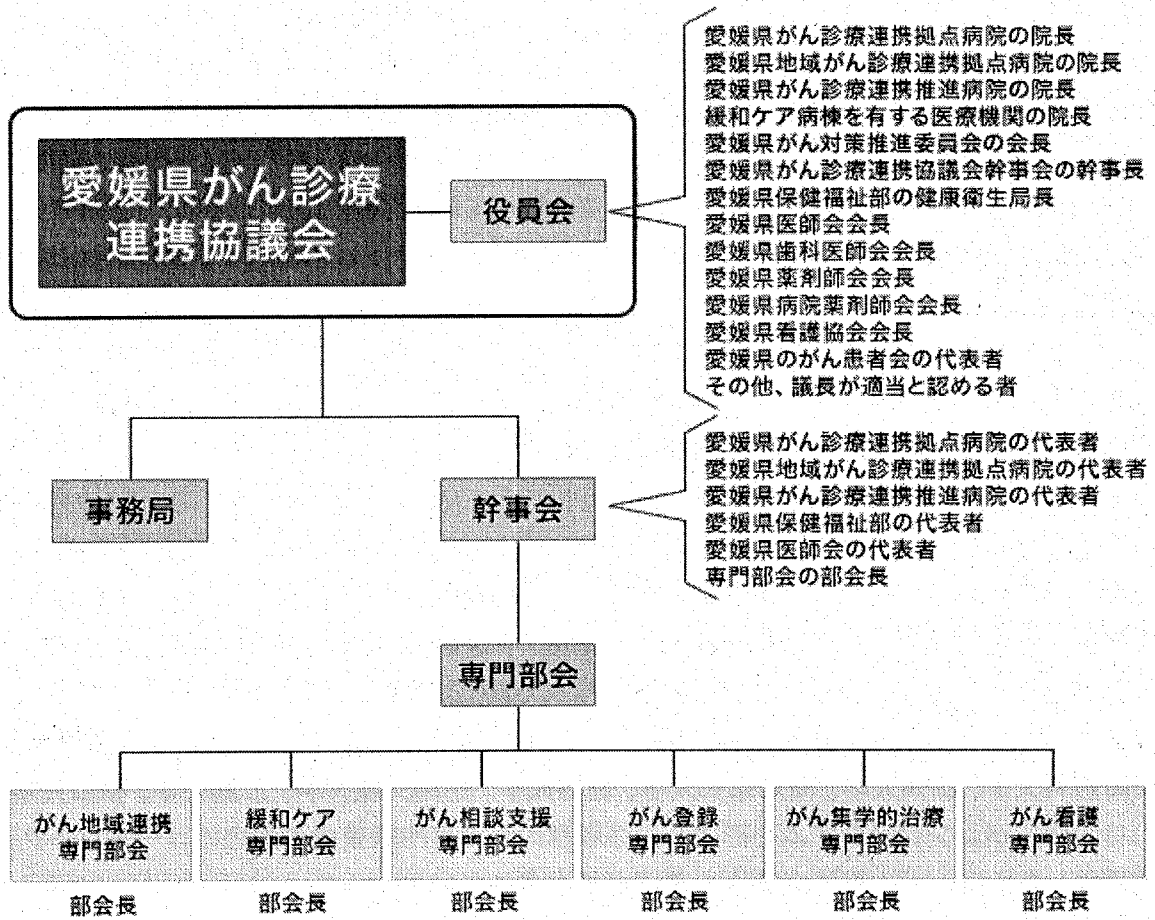 愛媛県がん診療
連携協議会
役員会
愛媛県がん診療連携拠点病院の院長
愛媛県地域がん診療連携拠点病院の院長
愛媛県がん診療連携推進病院の院長
緩和ケア病棟を有する医療機関の院長
愛媛県がん対策推進委員会の会長
愛媛県がん診療連携協議会幹事会の幹事長
愛媛県保健福祉部の健康衛生局長
愛媛県医師会会長
愛媛県歯科医師会会長
愛媛県薬剤師会会長
愛媛県病院薬剤師会会長
愛媛県看護協会会長
愛媛県のがん患者会の代表者
その他、議長が適当と認める者
事務局
幹事会
愛媛県がん診療連携拠点病院の代表者
愛媛県地域がん診療連携拠点病院の代表者
愛媛県がん診療連携推進病院の代表者
愛媛県保健福祉部の代表者
愛媛県医師会の代表者
専門部会の部会長
専門部会
がん地域連携
専門部会
部会長
緩和ケア
専門部会
部会長
がん相談支援
専門部会
部会長
がん登録
専門部会
部会長
がん集学的治療
専門部会
部会長
がん看護
専門部会
部会長